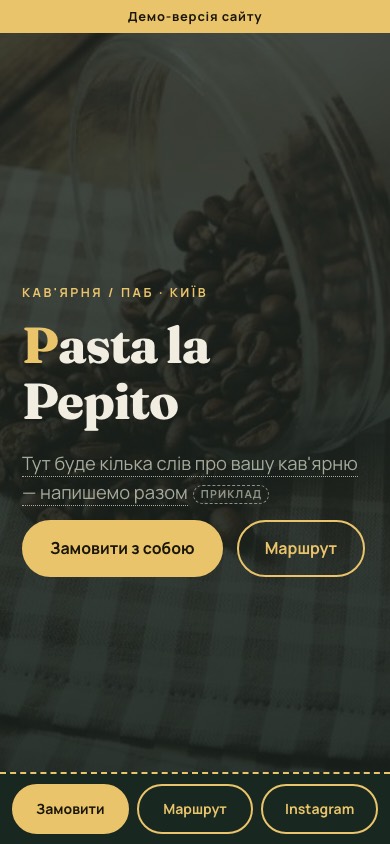 Демо-версія сайту
КАВ'ЯРНЯ / ПАБ · КИЇВ
Pasta la
Pepito
Тут буде кілька слів про вашу кав'ярню
— напишемо разом ПРИКЛАД
Замовити з собою Маршрут
Замовити Маршрут Instagram